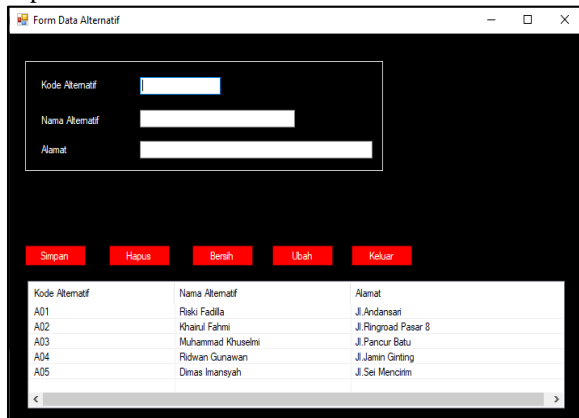 Form Data Alternatif
Kode Alternatif
Nama Alternatif
Alamat
Simpan Hapus Bersih Ubah Keluar
Kode Alternatif Nama Alternatif Alamat
A01 Riski Fadilla Jl.Andansari
A02 Khairul Fahmi Jl.Ringroad Pasar 8
A03 Muhammad Khuselmi Jl.Pancur Batu
A04 Ridwan Gunawan Jl.Jamin Ginting
A05 Dimas Imansyah Jl.Sei Mencirim